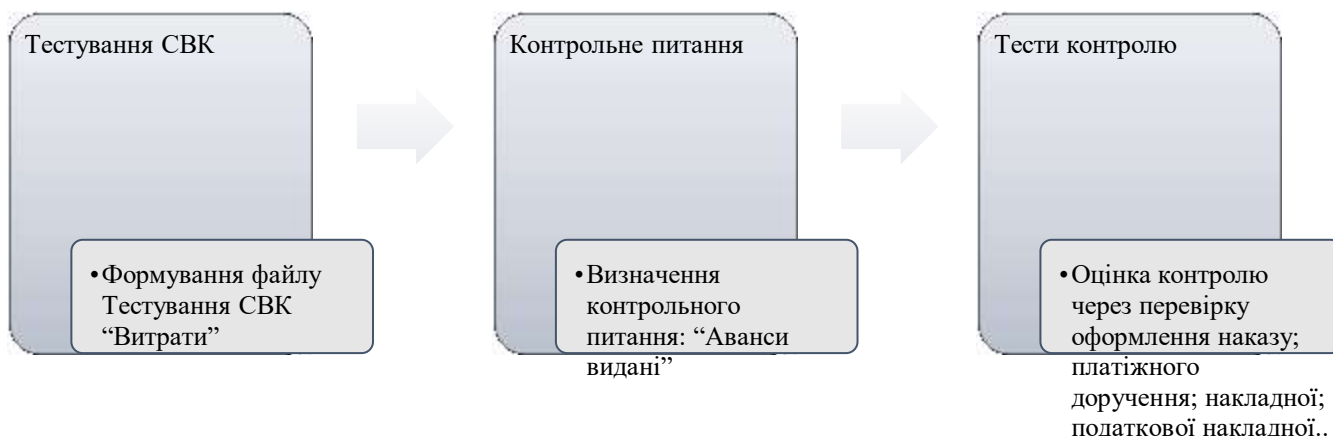 Тестування СВК
•Формування файлу
Тестування СВК
“Витрати”
Контрольне питання
•Визначення
контрольного
питання: “Аванси
видані”
Тести контролю
•Оцінка контролю
через перевірку
оформлення наказу;
платіжного
доручення; накладної;
податкової накладної..